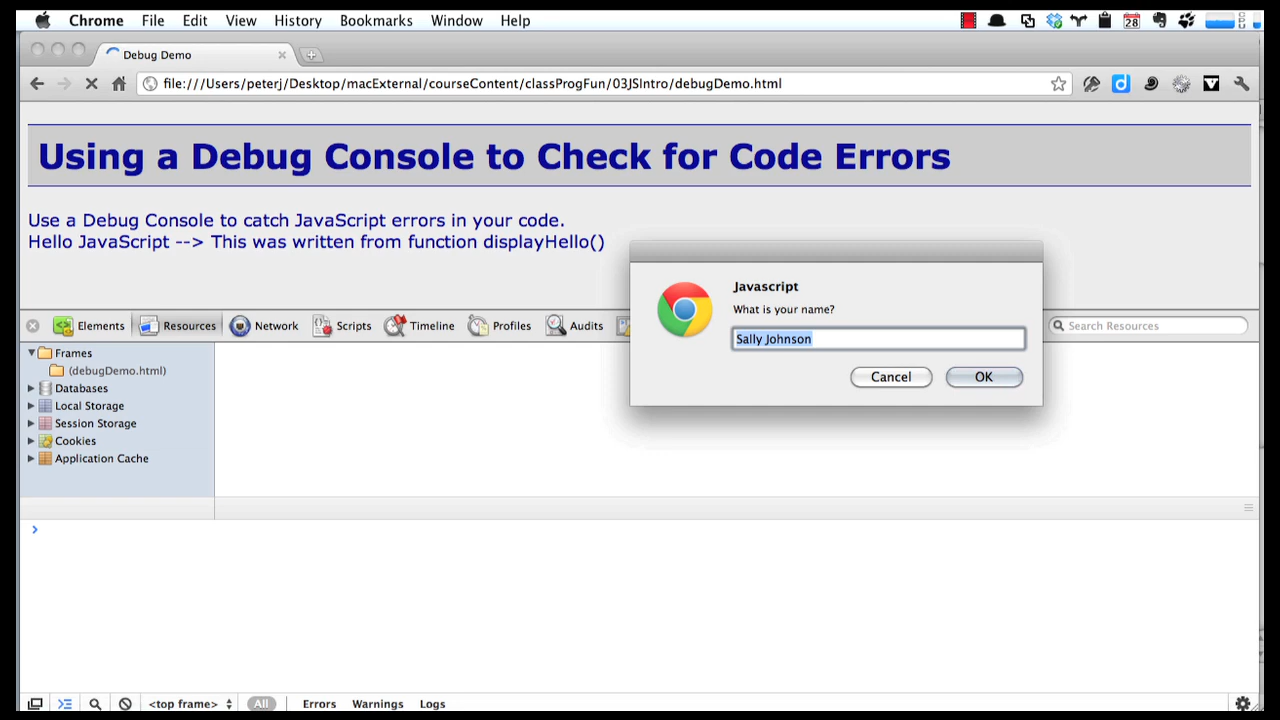 Chrome File Edit View History Bookmarks Window Help
28
Debug Demo
file:///Users/peterj/Desktop/macExternal/courseContent/classProgFun/03JSIntro/debugDemo.html
Using a Debug Console to Check for Code Errors
Use a Debug Console to catch JavaScript errors in your code.
Hello JavaScript --> This was written from function displayHello()
Javascript
What is your name?
Sally Johnson
Cancel OK
Elements Resources Network Scripts Timeline Profiles Audits
Search Resources
Frames
(debugDemo.html)
Databases
Local Storage
Session Storage
Cookies
Application Cache
<top frame> All Errors Warnings Logs